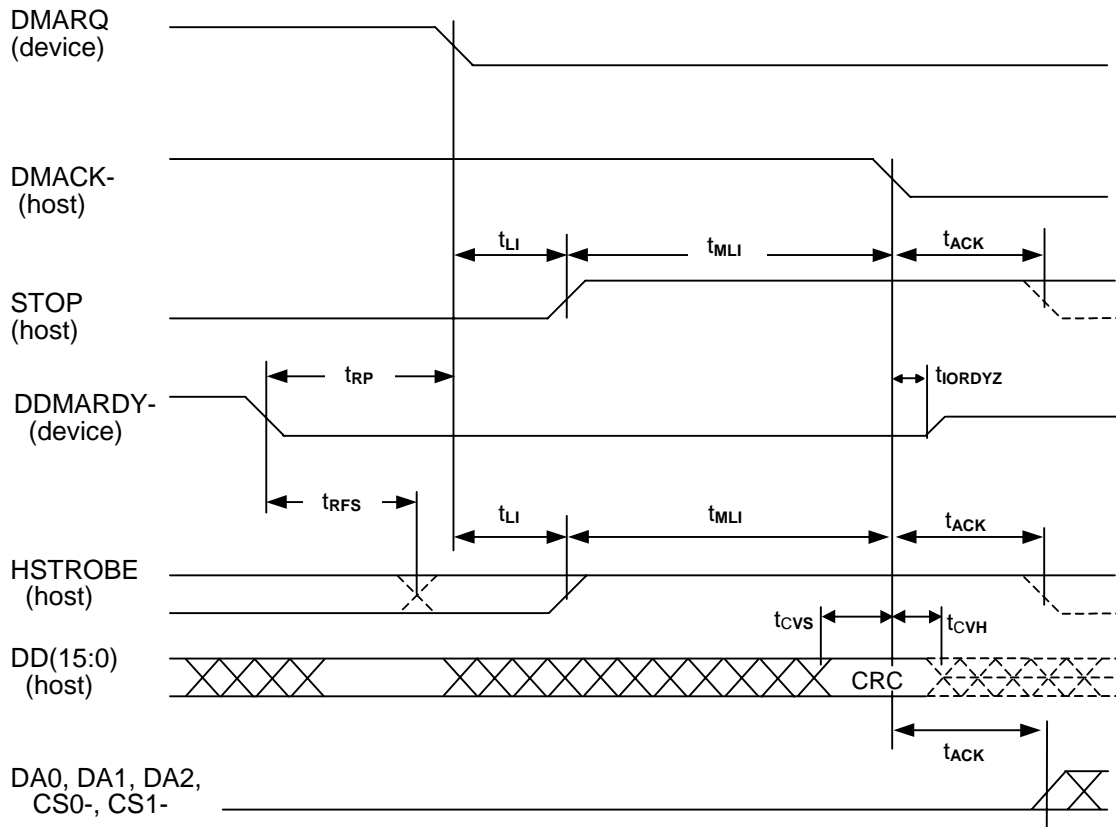 DMARQ
(device)
DMACK-
(host)
tLI
tMLI
tACK
STOP
(host)
tRP
tIORDYZ
DDMARDY-
(device)
tRFS
tLI
tMLI
tACK
HSTROBE
(host)
tCVS
tCVH
DD(15:0)
(host)
CRC
tACK
DA0, DA1, DA2,
CS0-, CS1-